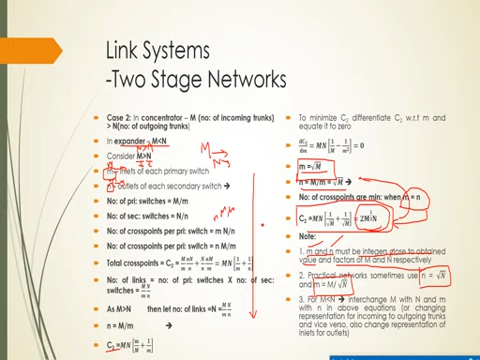 Link Systems
-Two Stage Networks
Case 2: In concentrator – M (no: of incoming trunks)
> N(no: of outgoing trunks)
In expander – M<N
Consider M>N
m – inlets of each primary switch
n – outlets of each secondary switch →
No: of pri: switches = M/m
No: of sec: switches = N/n
No: of crosspoints per pri: switch = m N/n
No: of crosspoints per pri: switch = n M/m
Total crosspoints = C₂ = M/m mN/n + N/n nM/m = MN[1/m + 1/n]
No: of links = no: of pri: switches X no: of sec:
switches = M/m N/n
As M>N then let no: of links =N= M/m N/n
n = M/m →
C₂ =MN[m/M + 1/m]
M →
N →
To minimize C₂ differentiate C₂ w.r.t m and
equate it to zero
dC₂/dm = MN[1/M − 1/m²] = 0
m =√M
n = M/m = √M →
No: of crosspoints are min: when m = n
C₂ =MN[1/√M + 1/√M] = 2M^½N
Note:
1. m and n must be integers close to obtained
value and factors of M and N respectively
2. Practical networks sometimes use n = √N
and m = M/ √N
3. For M<N → interchange M with N and m
with n in above equations (or changing
representation for incoming to outgoing trunks
and vice verso, also change representation of
inlets for outlets)